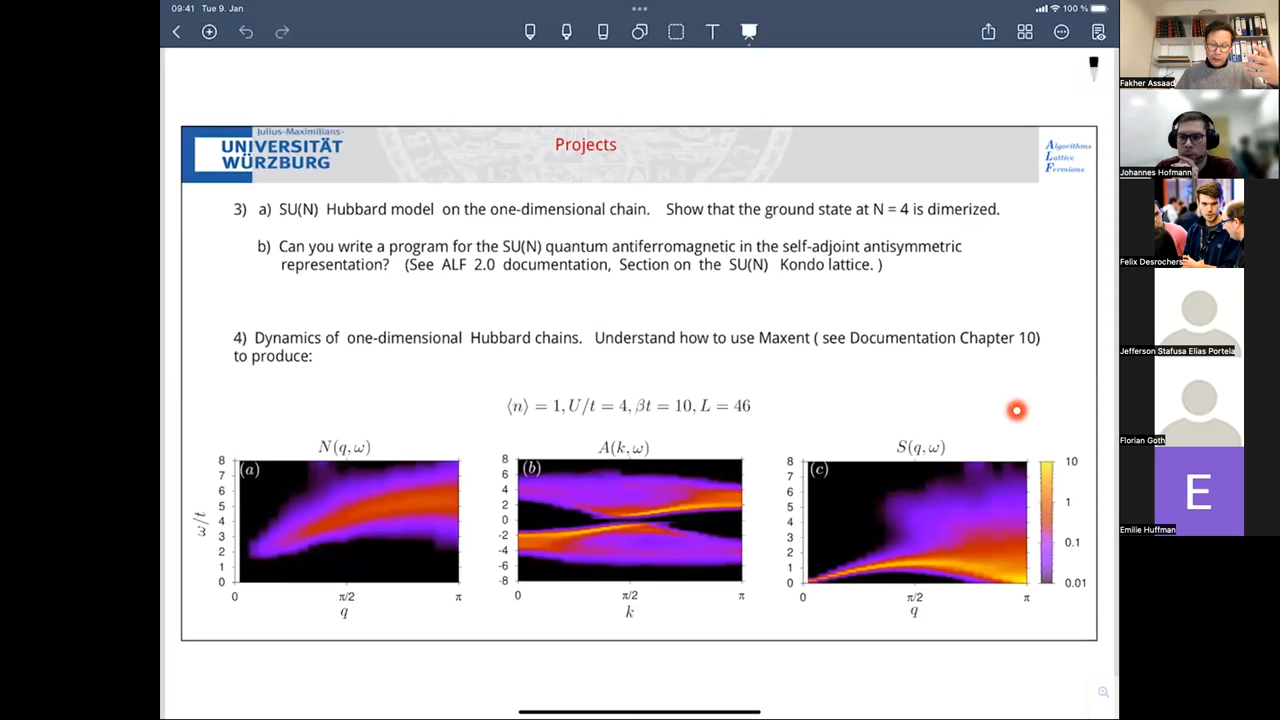 09:41 Tue 9. Jan
100 %
T
Julius-Maximilians-
UNIVERSITÄT
WÜRZBURG
Projects
Algorithms
Lattice
Fermions
3) a) SU(N) Hubbard model on the one-dimensional chain. Show that the ground state at N = 4 is dimerized.
b) Can you write a program for the SU(N) quantum antiferromagnetic in the self-adjoint antisymmetric
representation? (See ALF 2.0 documentation, Section on the SU(N) Kondo lattice. )
4) Dynamics of one-dimensional Hubbard chains. Understand how to use Maxent ( see Documentation Chapter 10)
to produce:
⟨n⟩ = 1, U/t = 4, βt = 10, L = 46
N(q, ω)
(a)
ω/t
8
7
6
5
4
3
2
1
0
0 π/2 π
q
A(k, ω)
(b)
8
6
4
2
0
-2
-4
-6
-8
0 π/2 π
k
S(q, ω)
(c)
8
7
6
5
4
3
2
1
0
0 π/2 π
q
10
1
0.1
0.01
Fakher Assaad
Johannes Hofmann
Felix Desrochers
Jefferson Stafusa Elias Portela
Florian Goth
E
Emilie Huffman